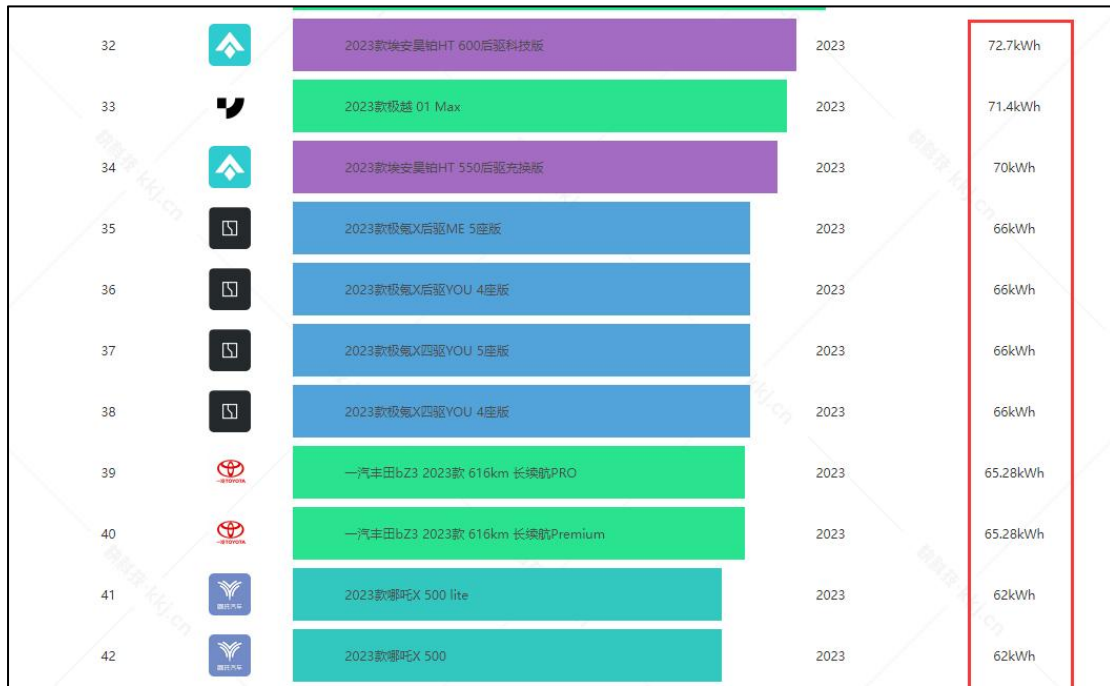 32 2023款埃安昊铂HT 600后驱科技版 2023 72.7kWh
33 2023款极越 01 Max 2023 71.4kWh
34 2023款埃安昊铂HT 550后驱充换版 2023 70kWh
35 2023款极氪X后驱ME 5座版 2023 66kWh
36 2023款极氪X后驱YOU 4座版 2023 66kWh
37 2023款极氪X四驱YOU 5座版 2023 66kWh
38 2023款极氪X四驱YOU 4座版 2023 66kWh
39 一汽丰田bZ3 2023款 616km 长续航PRO 2023 65.28kWh
40 一汽丰田bZ3 2023款 616km 长续航Premium 2023 65.28kWh
41 2023款哪吒X 500 lite 2023 62kWh
42 2023款哪吒X 500 2023 62kWh